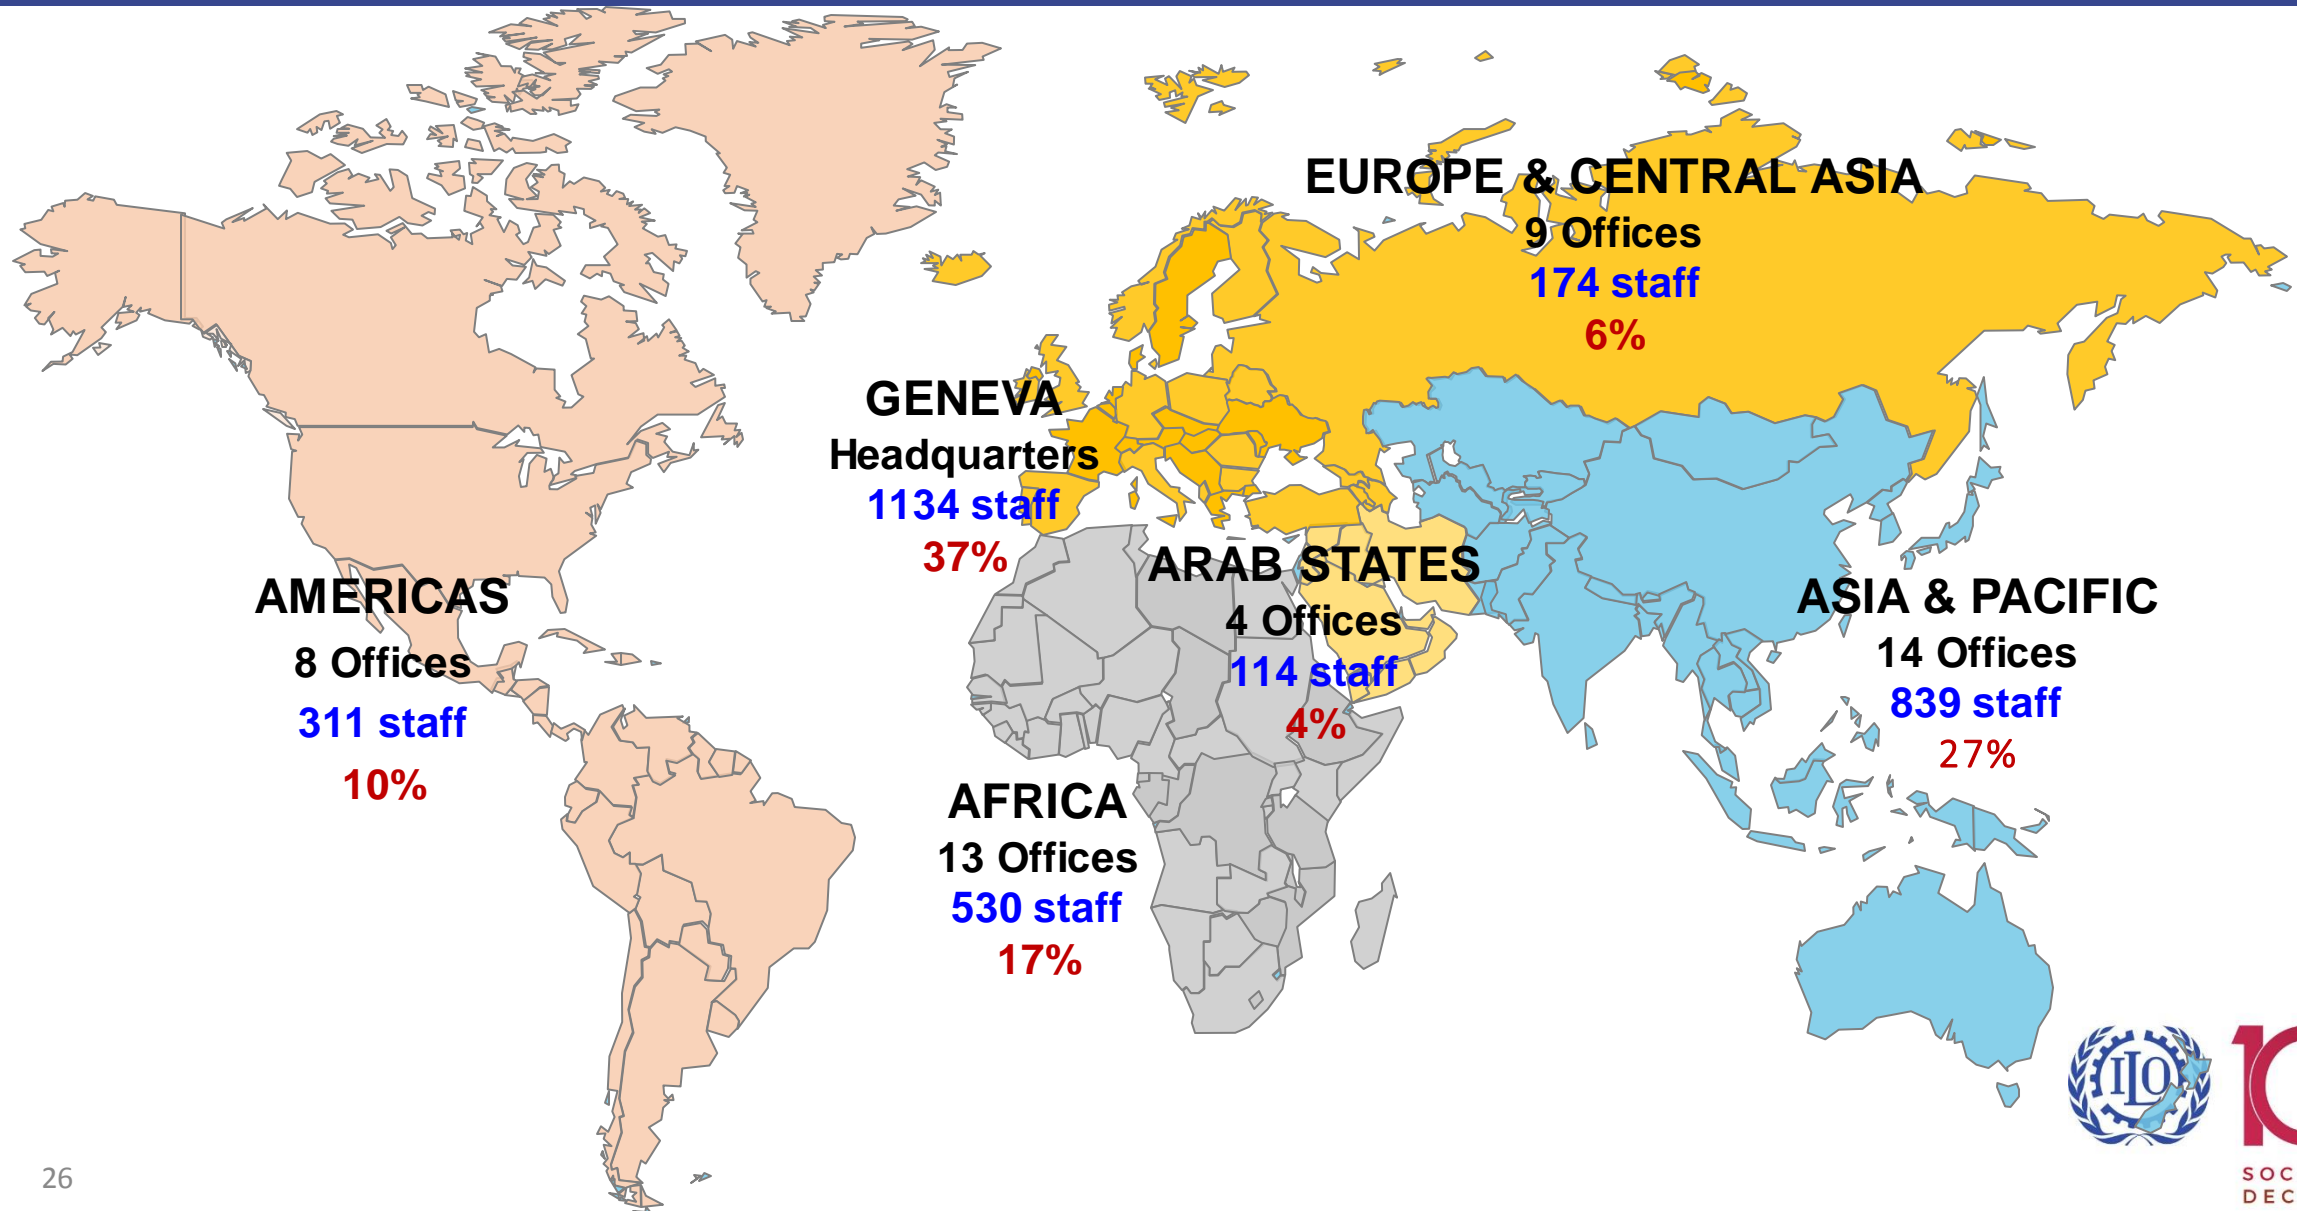 EUROPE & CENTRAL ASIA
9 Offices
174 staff
6%
GENEVA
Headquarters
1134 staff
37%
ARAB STATES
4 Offices
114 staff
4%
AMERICAS
8 Offices
311 staff
10%
ASIA & PACIFIC
14 Offices
839 staff
27%
AFRICA
13 Offices
530 staff
17%
ILO
10
SOC
DEC
26